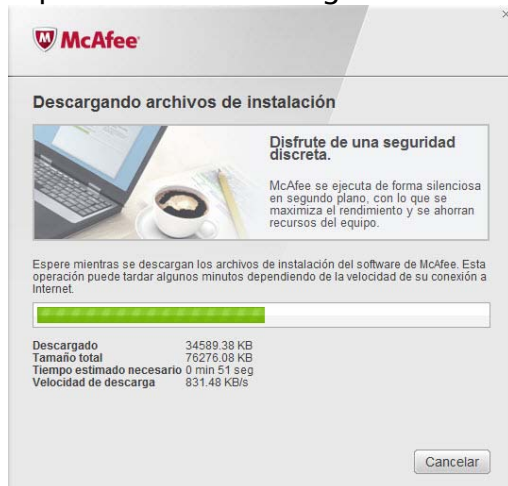 McAfee
Descargando archivos de instalación
Disfrute de una seguridad
discreta.
McAfee se ejecuta de forma silenciosa
en segundo plano, con lo que se
maximiza el rendimiento y se ahorran
recursos del equipo.
Espere mientras se descargan los archivos de instalación del software de McAfee. Esta
operación puede tardar algunos minutos dependiendo de la velocidad de su conexión a
Internet.
Descargado 34589.38 KB
Tamaño total 76276.08 KB
Tiempo estimado necesario 0 min 51 seg
Velocidad de descarga 831.48 KB/s
Cancelar